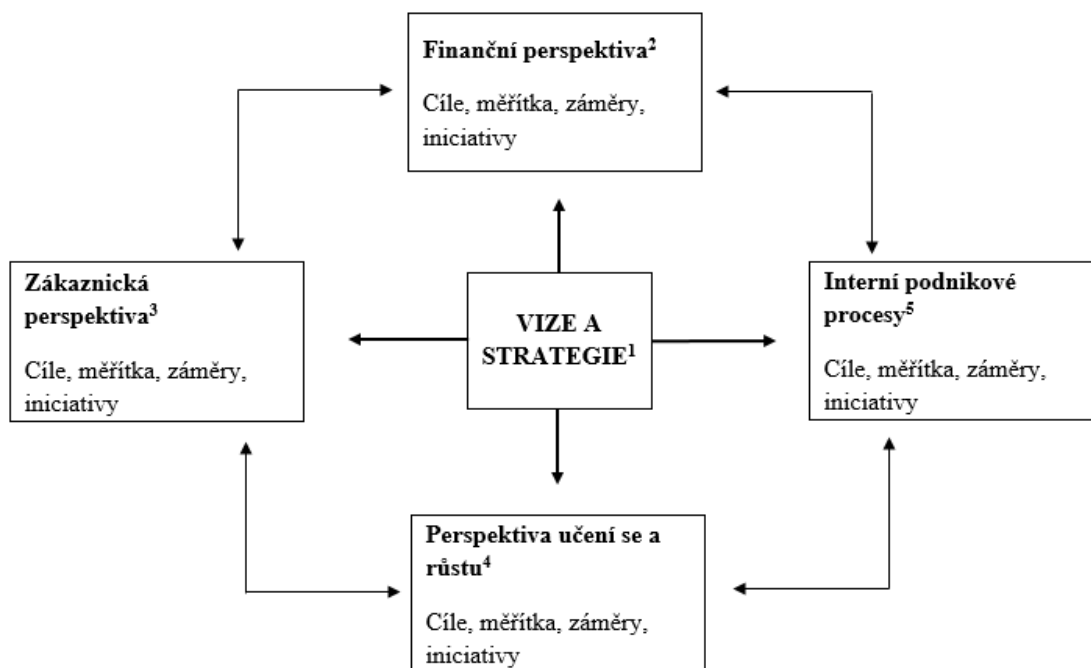 Finanční perspektiva²
Cíle, měřítka, záměry,
iniciativy
Zákaznická
perspektiva³
Cíle, měřítka, záměry,
iniciativy
VIZE A
STRATEGIE¹
Interní podnikové
procesy⁵
Cíle, měřítka, záměry,
iniciativy
Perspektiva učení se a
růstu⁴
Cíle, měřítka, záměry,
iniciativy